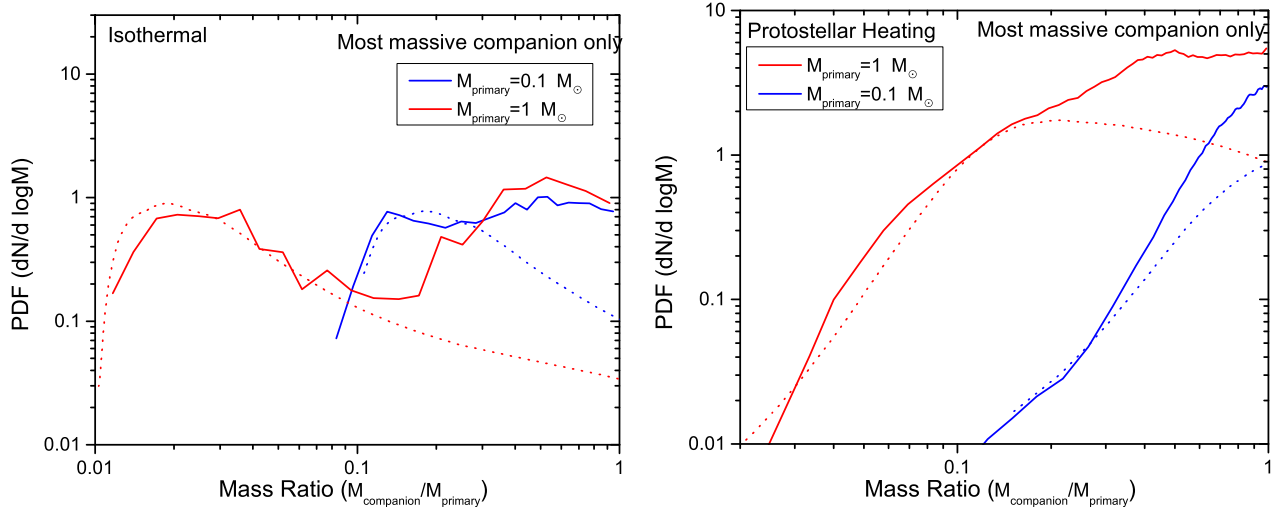 Isothermal
Most massive companion only
M_primary=0.1 M_☉
M_primary=1 M_☉
10
1
0.1
0.01
PDF (dN/d logM)
0.01
0.1
1
Mass Ratio (M_companion/M_primary)
Protostellar Heating
Most massive companion only
M_primary=1 M_☉
M_primary=0.1 M_☉
10
1
0.1
0.01
PDF (dN/d logM)
0.1
1
Mass Ratio (M_companion/M_primary)